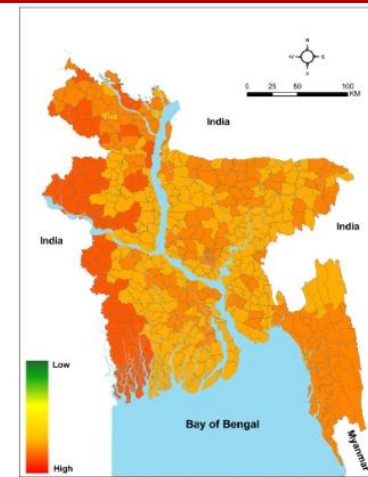 N
W E
S
0 25 50 100
KM
India
India
India
Low
High
Bay of Bengal
Myanmar